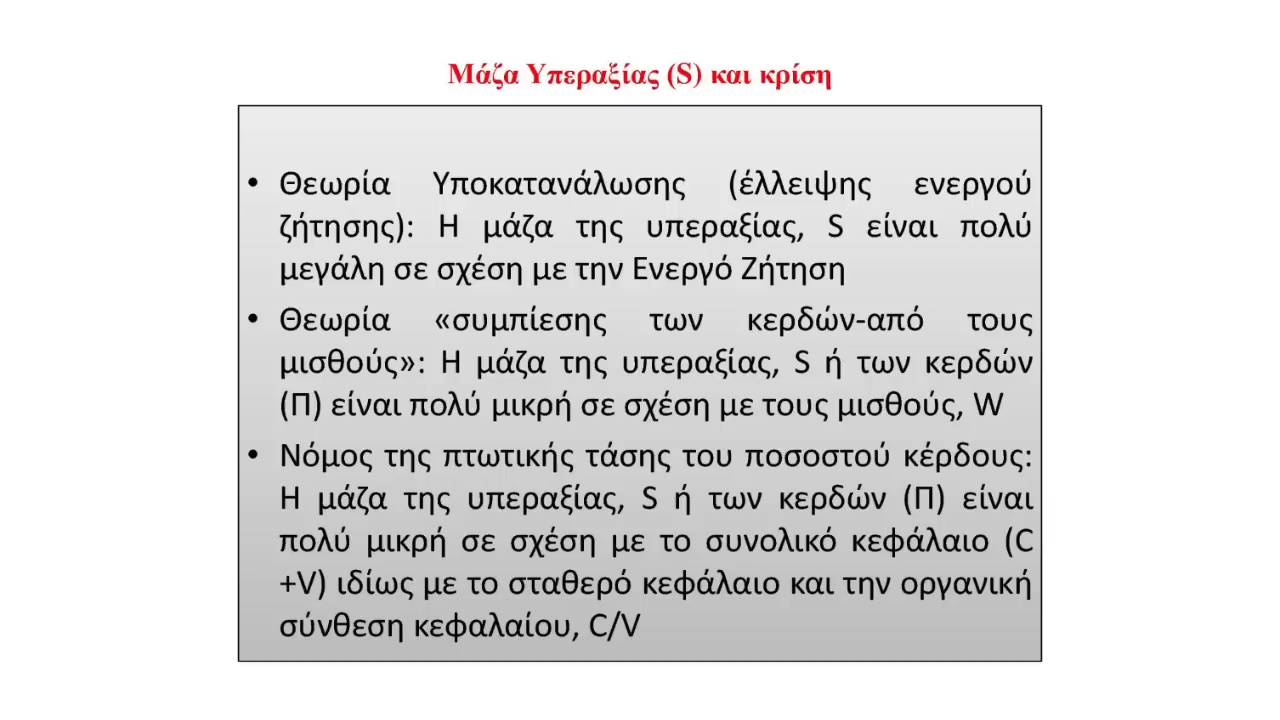 Μάζα Υπεραξίας (S) και κρίση
• Θεωρία Υποκατανάλωσης (έλλειψης ενεργού
ζήτησης): Η μάζα της υπεραξίας, S είναι πολύ
μεγάλη σε σχέση με την Ενεργό Ζήτηση
• Θεωρία «συμπίεσης των κερδών-από τους
μισθούς»: Η μάζα της υπεραξίας, S ή των κερδών
(Π) είναι πολύ μικρή σε σχέση με τους μισθούς, W
• Νόμος της πτωτικής τάσης του ποσοστού κέρδους:
Η μάζα της υπεραξίας, S ή των κερδών (Π) είναι
πολύ μικρή σε σχέση με το συνολικό κεφάλαιο (C
+V) ιδίως με το σταθερό κεφάλαιο και την οργανική
σύνθεση κεφαλαίου, C/V